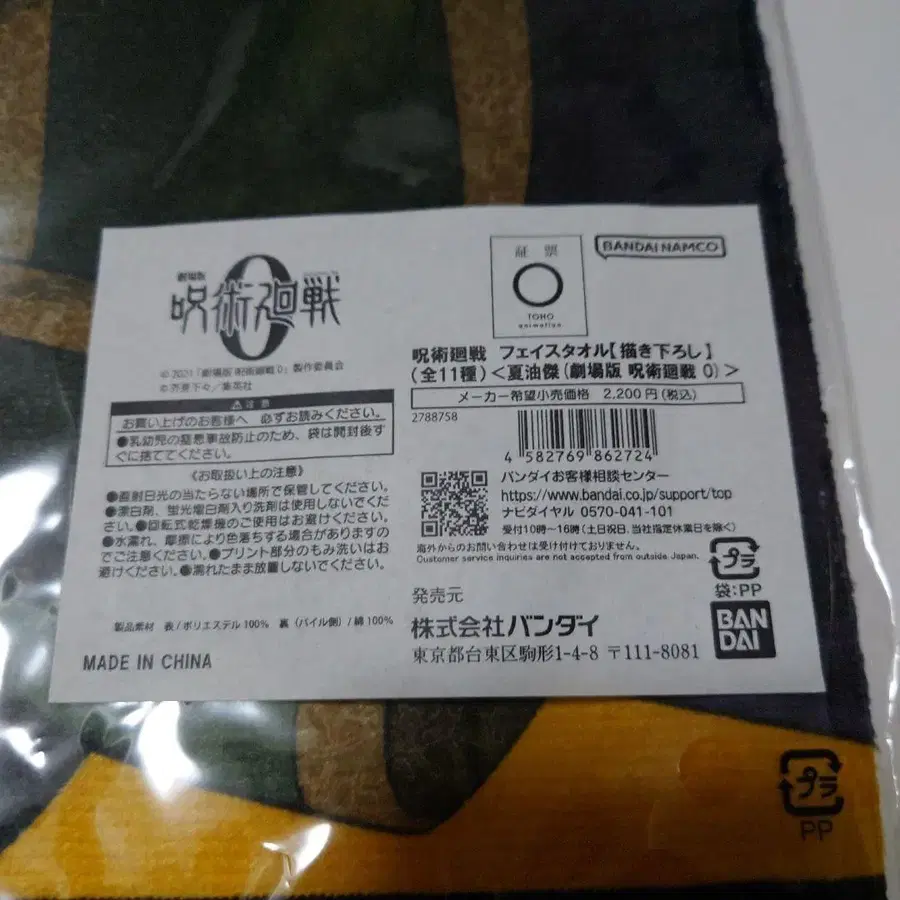 劇場版
呪術廻戦
0
© 2021「劇場版 呪術廻戦 0」製作委員会
©芥見下々/集英社
⚠注意
お買い上げのお客様へ 必ずお読みください。
●乳幼児の窒息事故防止のため、袋は開封後す
ぐに捨ててください。
《お取扱い上の注意》
●直射日光の当たらない場所で保管してください。
●漂白剤、蛍光増白剤入り洗剤は使用しないでくだ
さい。●回転式乾燥機のご使用はお避けください。
●水濡れ、摩擦により色落ちする場合がありますの
でご注意ください。●プリント部分のもみ洗いはお
避けください。●濡れたまま放置しないでください。
製品素材 表/ポリエステル100% 裏(パイル側)/綿100%
MADE IN CHINA
証票
TOHO
animation
BANDAI NAMCO
呪術廻戦 フェイスタオル【描き下ろし】
(全11種)<夏油傑(劇場版 呪術廻戦 0)>
メーカー希望小売価格 2,200円(税込)
2788758
4 582769 862724
バンダイお客様相談センター
https://www.bandai.co.jp/support/top
ナビダイヤル 0570-041-101
受付10時〜16時(土日祝日、当社指定休業日を除く)
海外からのお問い合わせは受け付けておりません。
Customer service inquiries are not accepted from outside Japan.
プラ
袋:PP
発売元
株式会社バンダイ
東京都台東区駒形1-4-8 〒111-8081
BAN
DAI
プラ
PP